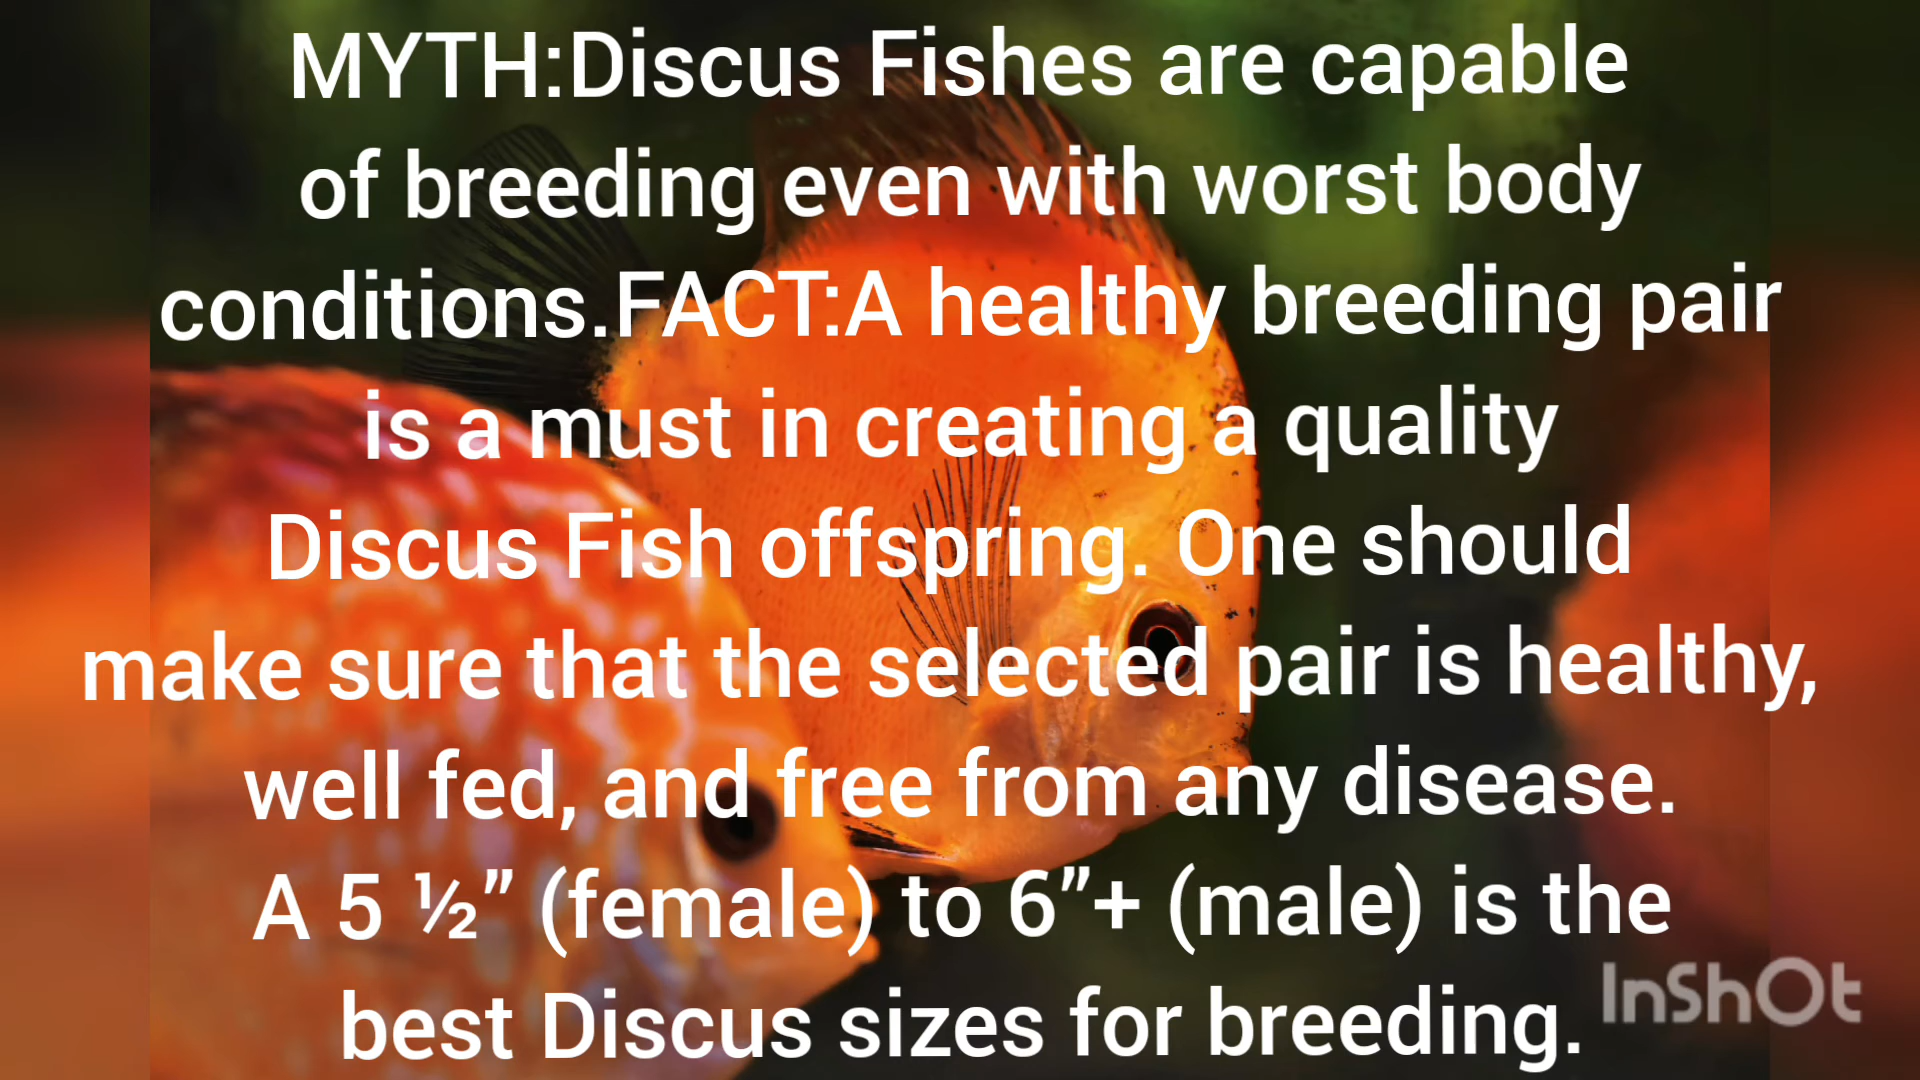 MYTH:Discus Fishes are capable
of breeding even with worst body
conditions.FACT:A healthy breeding pair
is a must in creating a quality
Discus Fish offspring. One should
make sure that the selected pair is healthy,
well fed, and free from any disease.
A 5 ½” (female) to 6”+ (male) is the
best Discus sizes for breeding.
InShOt